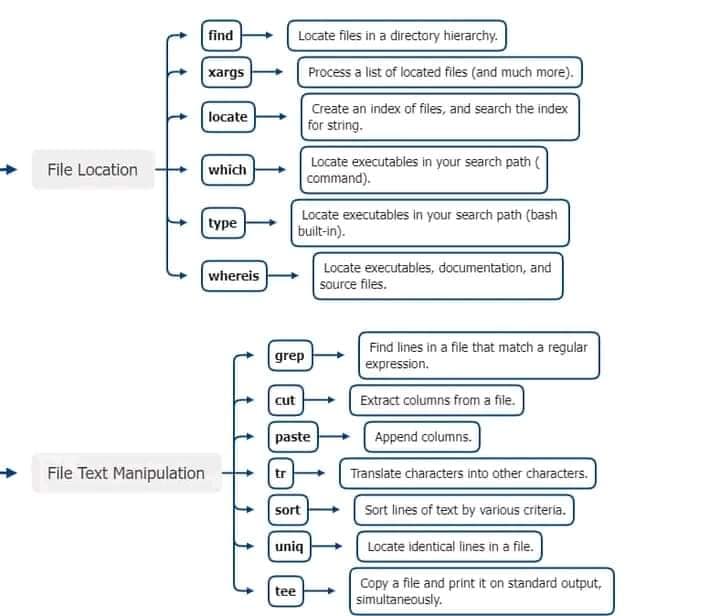 find
Locate files in a directory hierarchy.
xargs
Process a list of located files (and much more).
locate
Create an index of files, and search the index
for string.
File Location
which
Locate executables in your search path (
command).
type
Locate executables in your search path (bash
built-in).
whereis
Locate executables, documentation, and
source files.
grep
Find lines in a file that match a regular
expression.
cut
Extract columns from a file.
paste
Append columns.
File Text Manipulation
tr
Translate characters into other characters.
sort
Sort lines of text by various criteria.
uniq
Locate identical lines in a file.
tee
Copy a file and print it on standard output,
simultaneously.